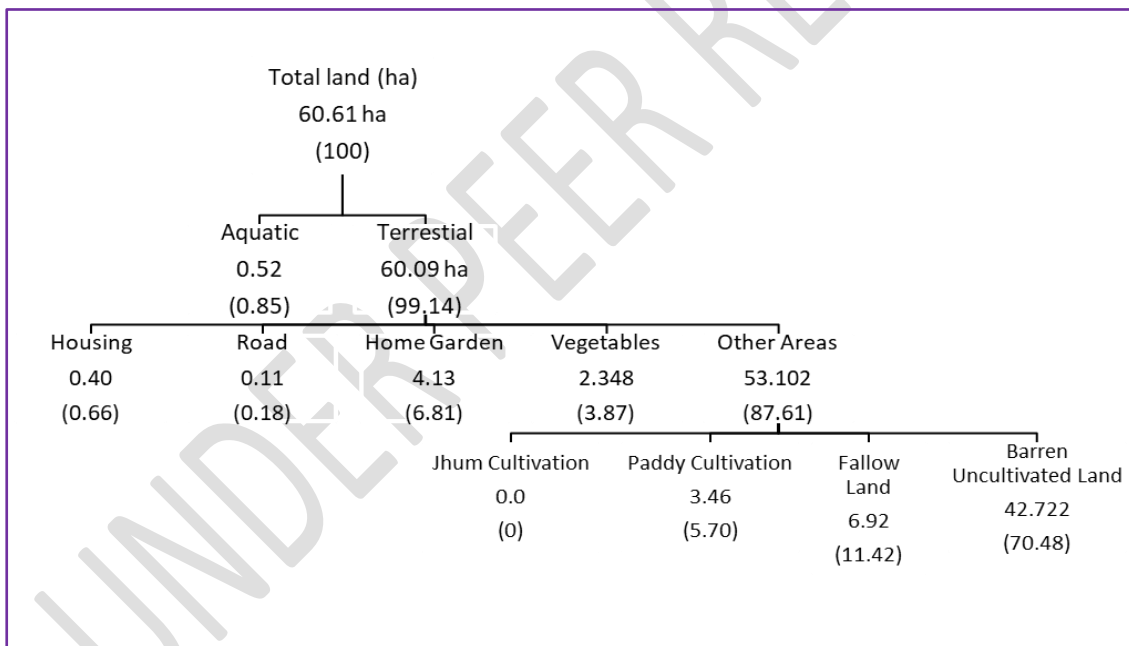 Total land (ha)
60.61 ha
(100)
Aquatic
0.52
(0.85)
Terrestial
60.09 ha
(99.14)
Housing
0.40
(0.66)
Road
0.11
(0.18)
Home Garden
4.13
(6.81)
Vegetables
2.348
(3.87)
Other Areas
53.102
(87.61)
Jhum Cultivation
0.0
(0)
Paddy Cultivation
3.46
(5.70)
Fallow
Land
6.92
(11.42)
Barren
Uncultivated Land
42.722
(70.48)
UNDER PEER RE